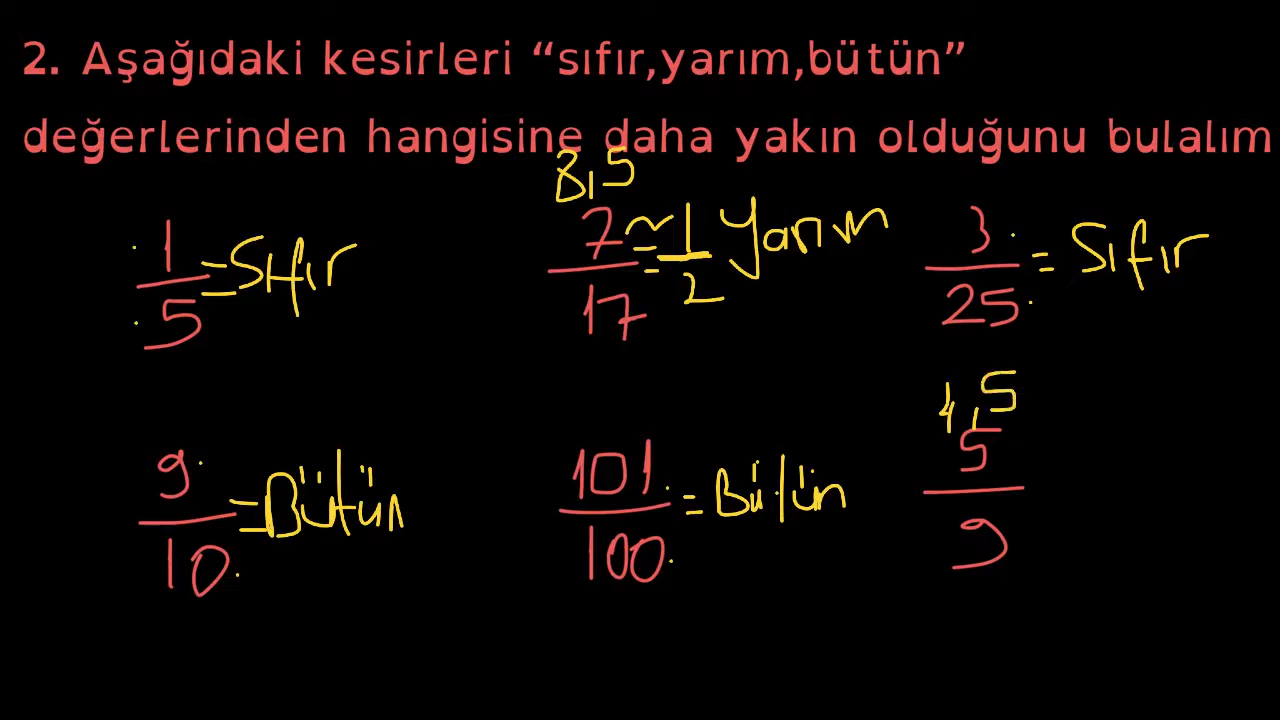 2. Aşağıdaki kesirleri “sıfır,yarım,bütün”
değerlerinden hangisine daha yakın olduğunu bulalım
8,5
1/5 = Sıfır
7/17 ≅ 1/2 Yarım
3/25 = Sıfır
4,5
9/10 = Bütün
101/100 = Bütün
5/9